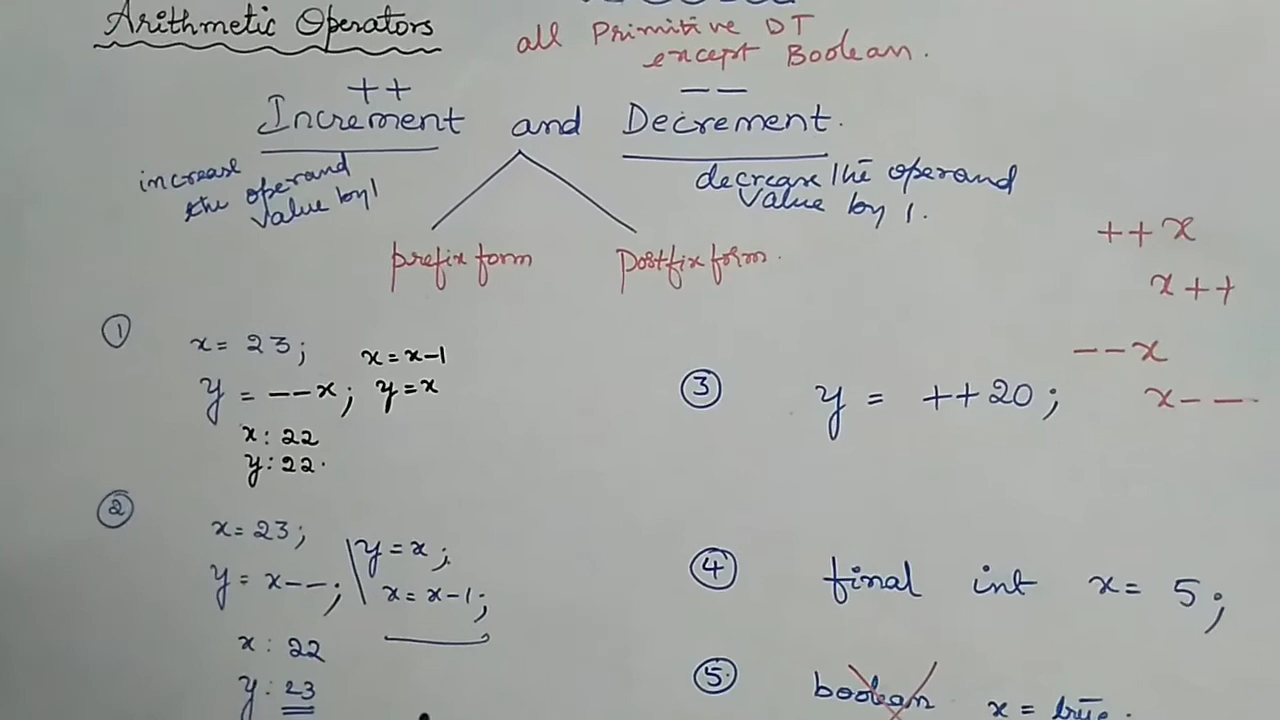 Arithmetic Operators
all Primitive DT
except Boolean.
++ --
Increment and Decrement.
increase
the operand
value by 1
decrease the operand
value by 1.
prefix form
postfix form.
++x
x++
--x
x--
①
x = 23;
y = --x;
x = x-1
y = x
x: 22
y: 22.
②
x = 23;
y = x--;
y = x;
x = x-1;
x: 22
y: 23
③ y = ++20;
④ final int x = 5;
⑤ boolean x = true.